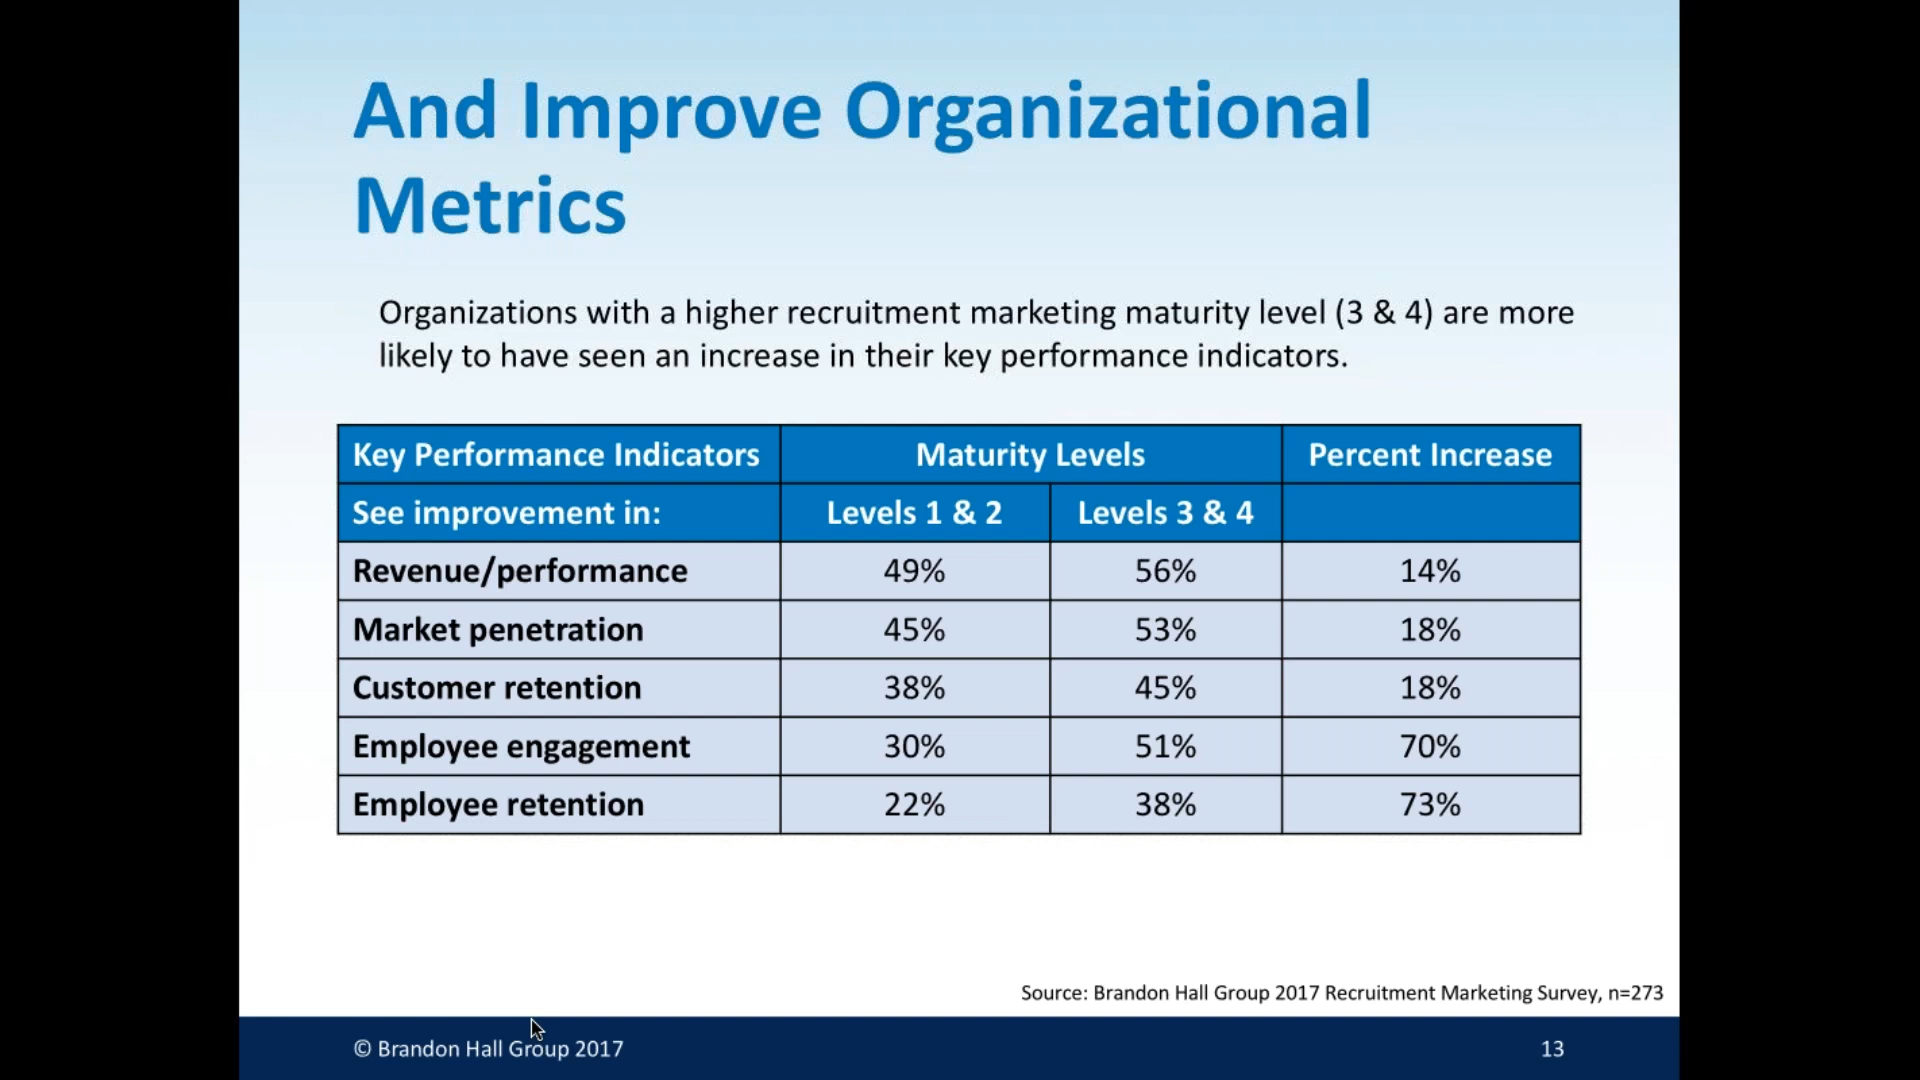 And Improve Organizational
Metrics
Organizations with a higher recruitment marketing maturity level (3 & 4) are more
likely to have seen an increase in their key performance indicators.
Key Performance Indicators Maturity Levels Percent Increase
See improvement in: Levels 1 & 2 Levels 3 & 4
Revenue/performance 49% 56% 14%
Market penetration 45% 53% 18%
Customer retention 38% 45% 18%
Employee engagement 30% 51% 70%
Employee retention 22% 38% 73%
Source: Brandon Hall Group 2017 Recruitment Marketing Survey, n=273
© Brandon Hall Group 2017 13